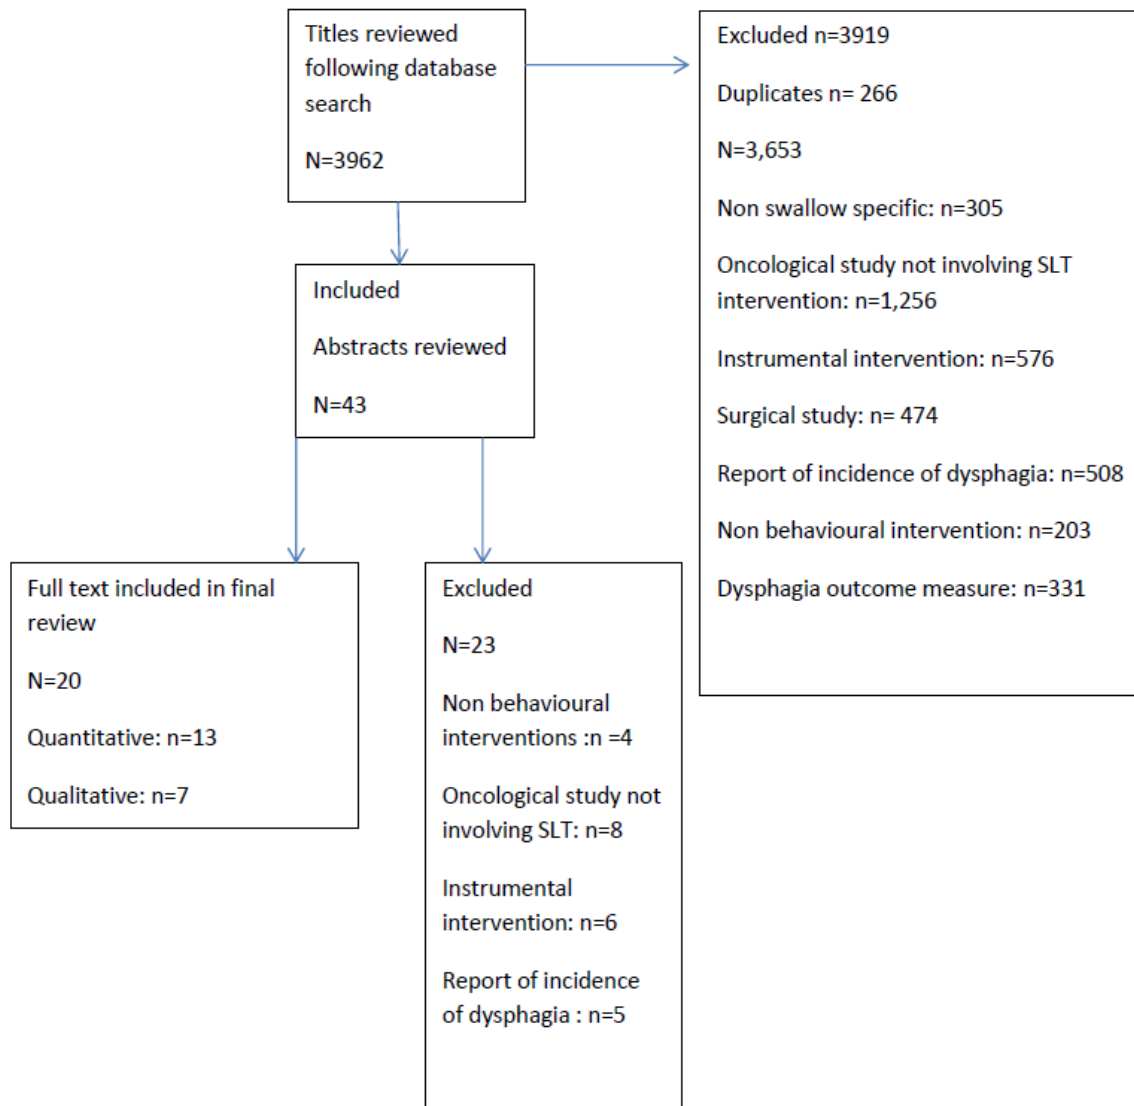 Titles reviewed
following database
search
N=3962
Excluded n=3919
Duplicates n= 266
N=3,653
Non swallow specific: n=305
Oncological study not involving SLT
intervention: n=1,256
Instrumental intervention: n=576
Surgical study: n= 474
Report of incidence of dysphagia: n=508
Non behavioural intervention: n=203
Dysphagia outcome measure: n=331
Included
Abstracts reviewed
N=43
Full text included in final
review
N=20
Quantitative: n=13
Qualitative: n=7
Excluded
N=23
Non behavioural
interventions :n =4
Oncological study not
involving SLT: n=8
Instrumental
intervention: n=6
Report of incidence
of dysphagia : n=5